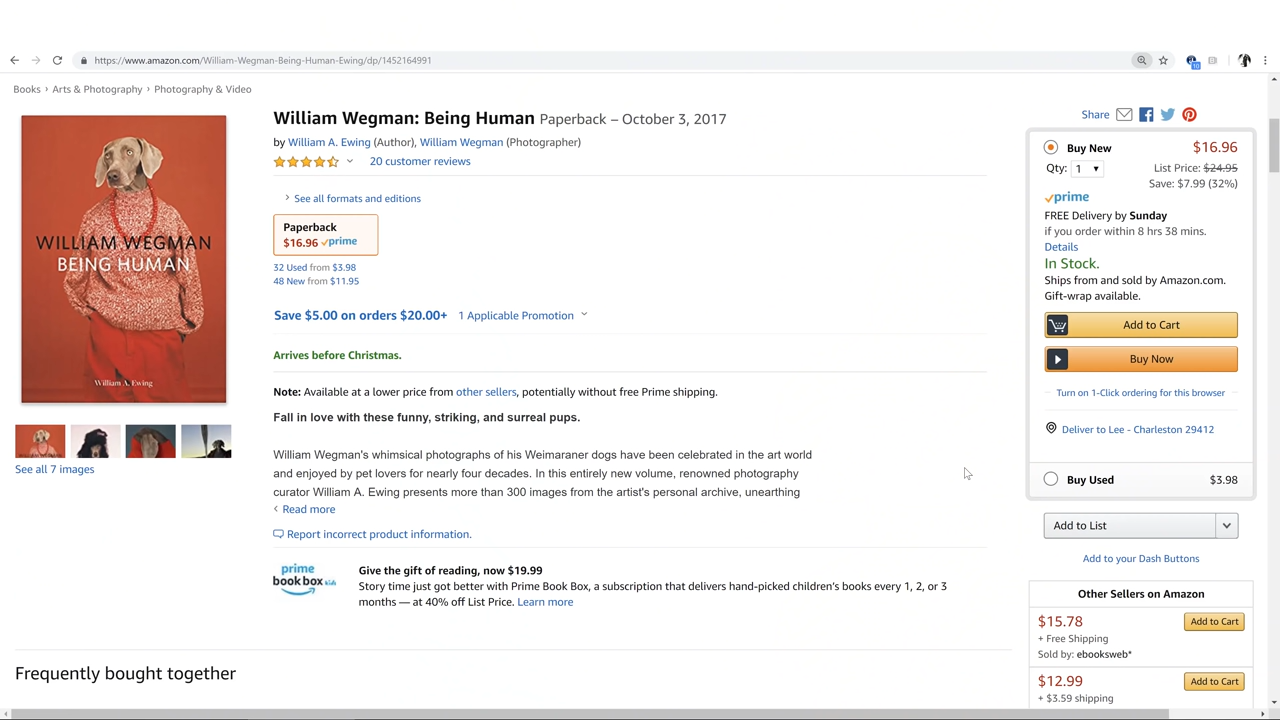 https://www.amazon.com/William-Wegman-Being-Human-Ewing/dp/1452164991
Books › Arts & Photography › Photography & Video
WILLIAM WEGMAN
BEING HUMAN
William A. Ewing
See all 7 images
William Wegman: Being Human Paperback – October 3, 2017
by William A. Ewing (Author), William Wegman (Photographer)
20 customer reviews
See all formats and editions
Paperback
$16.96 prime
32 Used from $3.98
48 New from $11.95
Save $5.00 on orders $20.00+ 1 Applicable Promotion
Arrives before Christmas.
Note: Available at a lower price from other sellers, potentially without free Prime shipping.
Fall in love with these funny, striking, and surreal pups.
William Wegman's whimsical photographs of his Weimaraner dogs have been celebrated in the art world
and enjoyed by pet lovers for nearly four decades. In this entirely new volume, renowned photography
curator William A. Ewing presents more than 300 images from the artist's personal archive, unearthing
Read more
Report incorrect product information.
prime
book box kids
Give the gift of reading, now $19.99
Story time just got better with Prime Book Box, a subscription that delivers hand-picked children's books every 1, 2, or 3
months — at 40% off List Price. Learn more
Frequently bought together
Share
Buy New $16.96
Qty: 1 List Price: $24.95
Save: $7.99 (32%)
prime
FREE Delivery by Sunday
if you order within 8 hrs 38 mins.
Details
In Stock.
Ships from and sold by Amazon.com.
Gift-wrap available.
Add to Cart
Buy Now
Turn on 1-Click ordering for this browser
Deliver to Lee - Charleston 29412
Buy Used $3.98
Add to List
Add to your Dash Buttons
Other Sellers on Amazon
$15.78 Add to Cart
+ Free Shipping
Sold by: ebooksweb*
$12.99 Add to Cart
+ $3.59 shipping